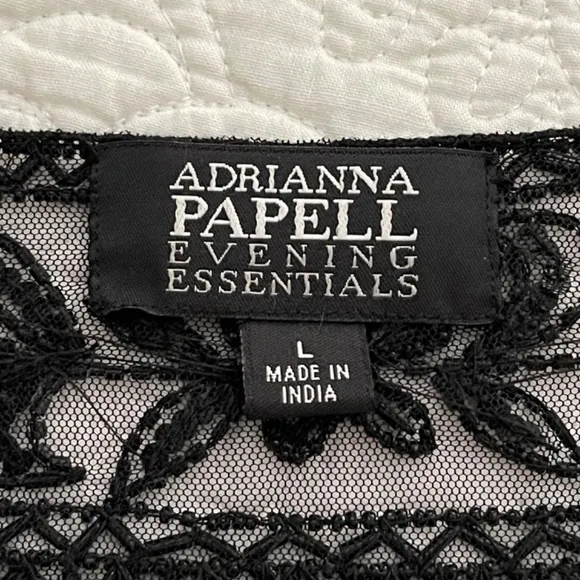 ADRIANNA
PAPELL
EVENING
ESSENTIALS
L
MADE IN
INDIA